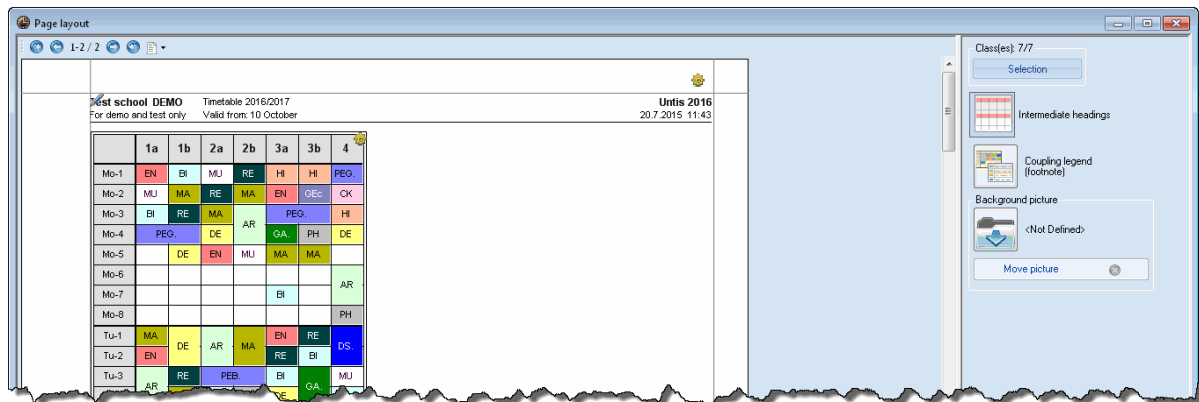 Page layout
1-2 / 2
Test school DEMO Timetable 2016/2017 Untis 2016
For demo and test only Valid from: 10 October 20.7.2015 11:43
1a 1b 2a 2b 3a 3b 4
Mo-1 EN BI MU RE HI HI PEG.
Mo-2 MU MA RE MA EN GEc CK
Mo-3 BI RE MA AR PEG. HI
Mo-4 PEG. DE GA. PH DE
Mo-5 DE EN MU MA MA
Mo-6 AR
Mo-7 BI
Mo-8 PH
Tu-1 MA DE AR MA EN RE DS.
Tu-2 EN RE BI
Tu-3 AR RE PEB. BI GA. MU
DE
Class(es): 7/7
Selection
Intermediate headings
Coupling legend
(footnote)
Background picture
<Not Defined>
Move picture